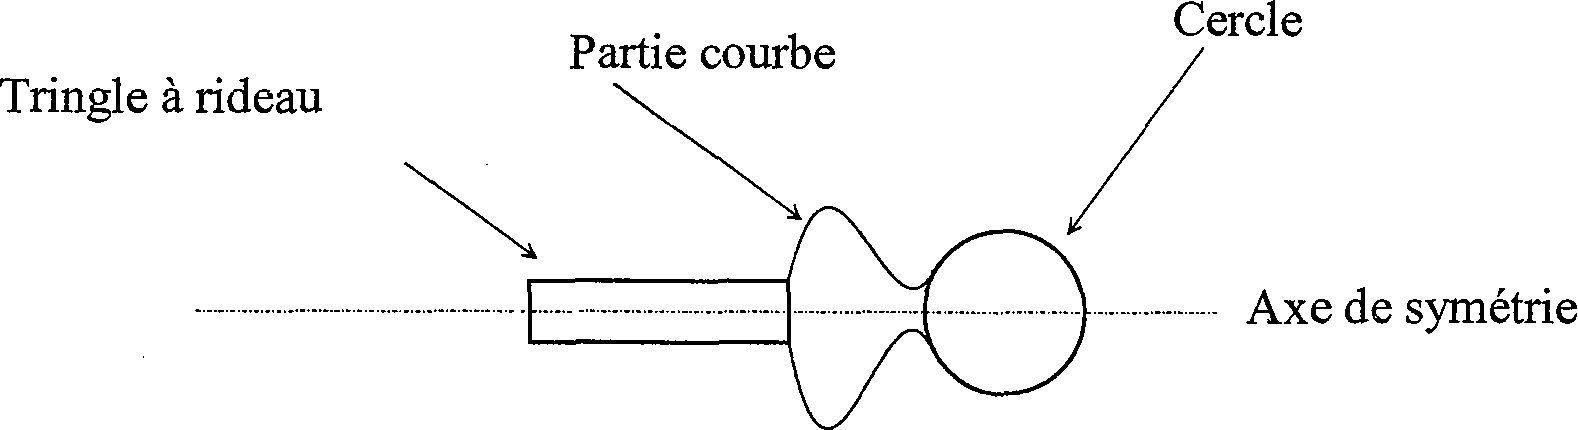 Cercle
Partie courbe
Tringle à rideau
Axe de symétrie